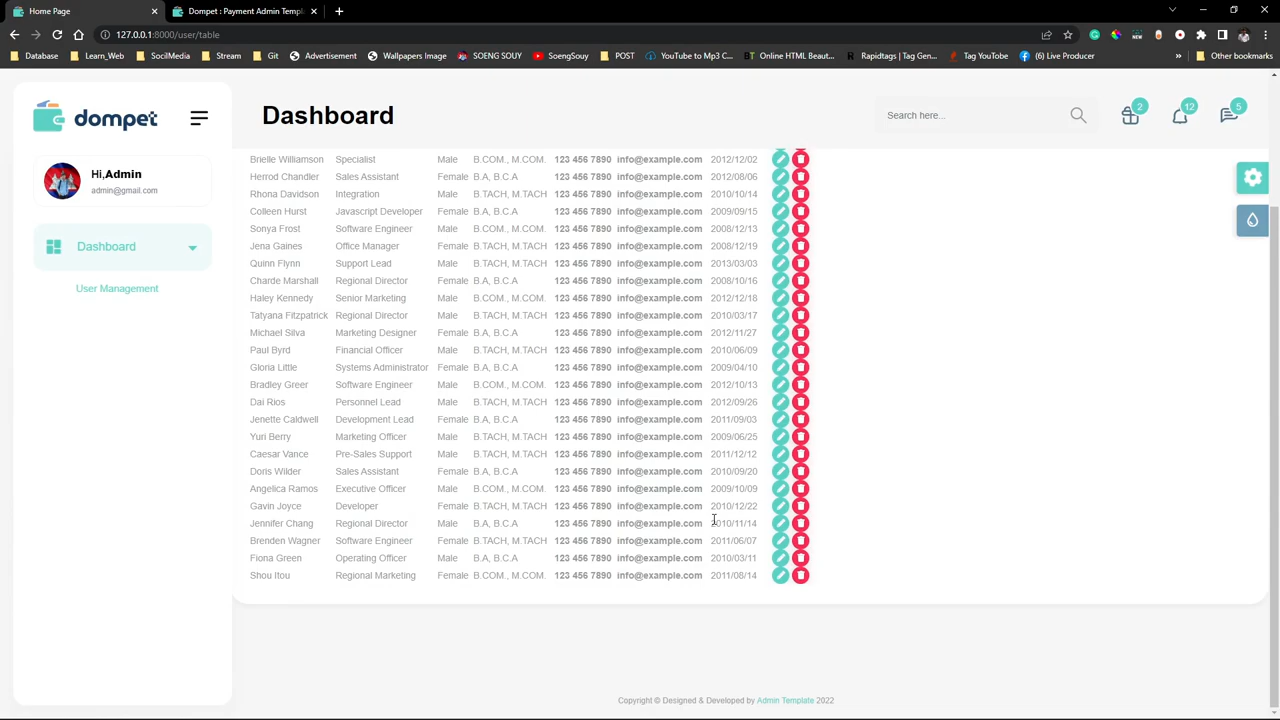 Home Page
Dompet : Payment Admin Templ
127.0.0.1:8000/user/table
Database Learn_Web SocilMedia Stream Git Advertisement Wallpapers Image SOENG SOUY SoengSouy POST YouTube to Mp3 C... Online HTML Beaut... Rapidtags | Tag Gen... Tag YouTube (6) Live Producer » Other bookmarks
dompet
Dashboard
Search here...
2
12
5
Hi,Admin
admin@gmail.com
Dashboard
User Management
Brielle Williamson Specialist Male B.COM., M.COM. 123 456 7890 info@example.com 2012/12/02
Herrod Chandler Sales Assistant Female B.A, B.C.A 123 456 7890 info@example.com 2012/08/06
Rhona Davidson Integration Male B.TACH, M.TACH 123 456 7890 info@example.com 2010/10/14
Colleen Hurst Javascript Developer Female B.A, B.C.A 123 456 7890 info@example.com 2009/09/15
Sonya Frost Software Engineer Male B.COM., M.COM. 123 456 7890 info@example.com 2008/12/13
Jena Gaines Office Manager Female B.TACH, M.TACH 123 456 7890 info@example.com 2008/12/19
Quinn Flynn Support Lead Male B.TACH, M.TACH 123 456 7890 info@example.com 2013/03/03
Charde Marshall Regional Director Female B.A, B.C.A 123 456 7890 info@example.com 2008/10/16
Haley Kennedy Senior Marketing Male B.COM., M.COM. 123 456 7890 info@example.com 2012/12/18
Tatyana Fitzpatrick Regional Director Male B.TACH, M.TACH 123 456 7890 info@example.com 2010/03/17
Michael Silva Marketing Designer Female B.A, B.C.A 123 456 7890 info@example.com 2012/11/27
Paul Byrd Financial Officer Male B.TACH, M.TACH 123 456 7890 info@example.com 2010/06/09
Gloria Little Systems Administrator Female B.A, B.C.A 123 456 7890 info@example.com 2009/04/10
Bradley Greer Software Engineer Male B.COM., M.COM. 123 456 7890 info@example.com 2012/10/13
Dai Rios Personnel Lead Male B.TACH, M.TACH 123 456 7890 info@example.com 2012/09/26
Jenette Caldwell Development Lead Female B.A, B.C.A 123 456 7890 info@example.com 2011/09/03
Yuri Berry Marketing Officer Male B.TACH, M.TACH 123 456 7890 info@example.com 2009/06/25
Caesar Vance Pre-Sales Support Male B.TACH, M.TACH 123 456 7890 info@example.com 2011/12/12
Doris Wilder Sales Assistant Female B.A, B.C.A 123 456 7890 info@example.com 2010/09/20
Angelica Ramos Executive Officer Male B.COM., M.COM. 123 456 7890 info@example.com 2009/10/09
Gavin Joyce Developer Female B.TACH, M.TACH 123 456 7890 info@example.com 2010/12/22
Jennifer Chang Regional Director Male B.A, B.C.A 123 456 7890 info@example.com 2010/11/14
Brenden Wagner Software Engineer Female B.TACH, M.TACH 123 456 7890 info@example.com 2011/06/07
Fiona Green Operating Officer Male B.A, B.C.A 123 456 7890 info@example.com 2010/03/11
Shou Itou Regional Marketing Female B.COM., M.COM. 123 456 7890 info@example.com 2011/08/14
Copyright © Designed & Developed by Admin Template 2022